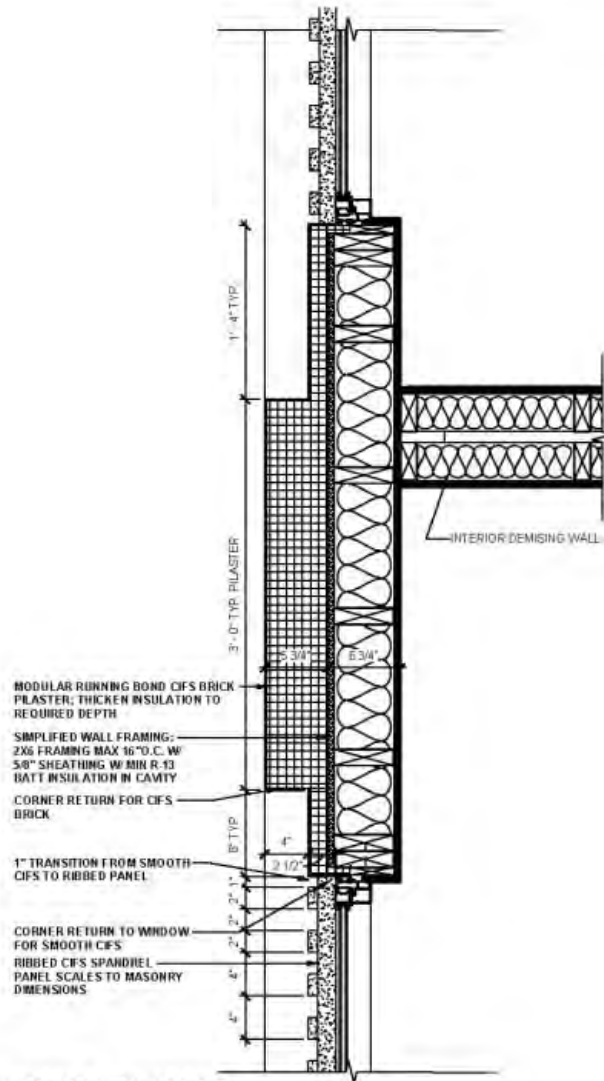 1'- 4" TYP.
3'- 0" TYP. PILASTER
INTERIOR DEMISING WALL
5 3/4"
6 3/4"
MODULAR RUNNING BOND CIFS BRICK
PILASTER; THICKEN INSULATION TO
REQUIRED DEPTH
SIMPLIFIED WALL FRAMING:
2X6 FRAMING MAX 16"O.C. W/
5/8" SHEATHING W/ MIN R-13
BATT INSULATION IN CAVITY
CORNER RETURN FOR CIFS
BRICK
8" TYP
4"
2 1/2"
1" TRANSITION FROM SMOOTH
CIFS TO RIBBED PANEL
1"
2"
2"
2"
CORNER RETURN TO WINDOW
FOR SMOOTH CIFS
RIBBED CIFS SPANDREL
PANEL SCALES TO MASONRY
DIMENSIONS
4"
4"